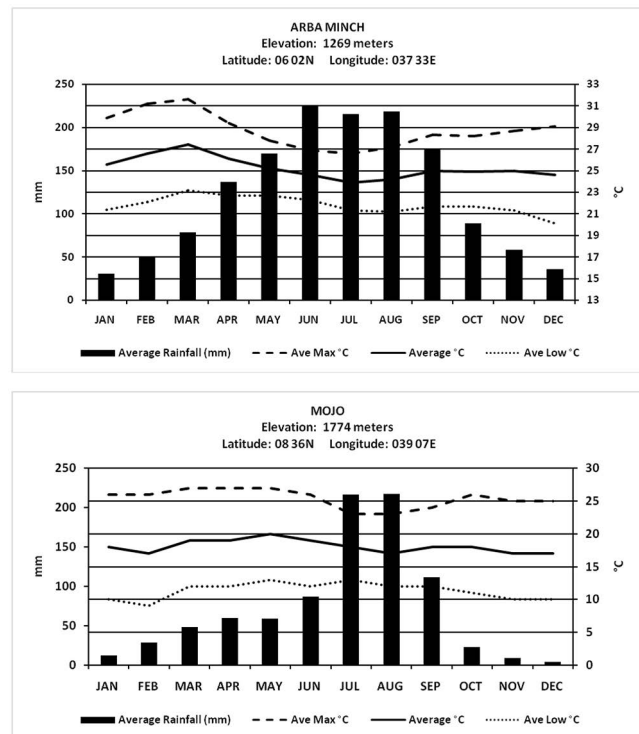 ARBA MINCH
Elevation: 1269 meters
Latitude: 06 02N Longitude: 037 33E
250 33
31
200 29
27
150 25
23
100 21
19
50 17
15
0 13
mm
°C
JAN FEB MAR APR MAY JUN JUL AUG SEP OCT NOV DEC
Average Rainfall (mm) Ave Max °C Average °C Ave Low °C
MOJO
Elevation: 1774 meters
Latitude: 08 36N Longitude: 039 07E
250 30
200 25
20
150
15
100 10
50 5
0 0
mm
°C
JAN FEB MAR APR MAY JUN JUL AUG SEP OCT NOV DEC
Average Rainfall (mm) Ave Max °C Average °C Ave Low °C